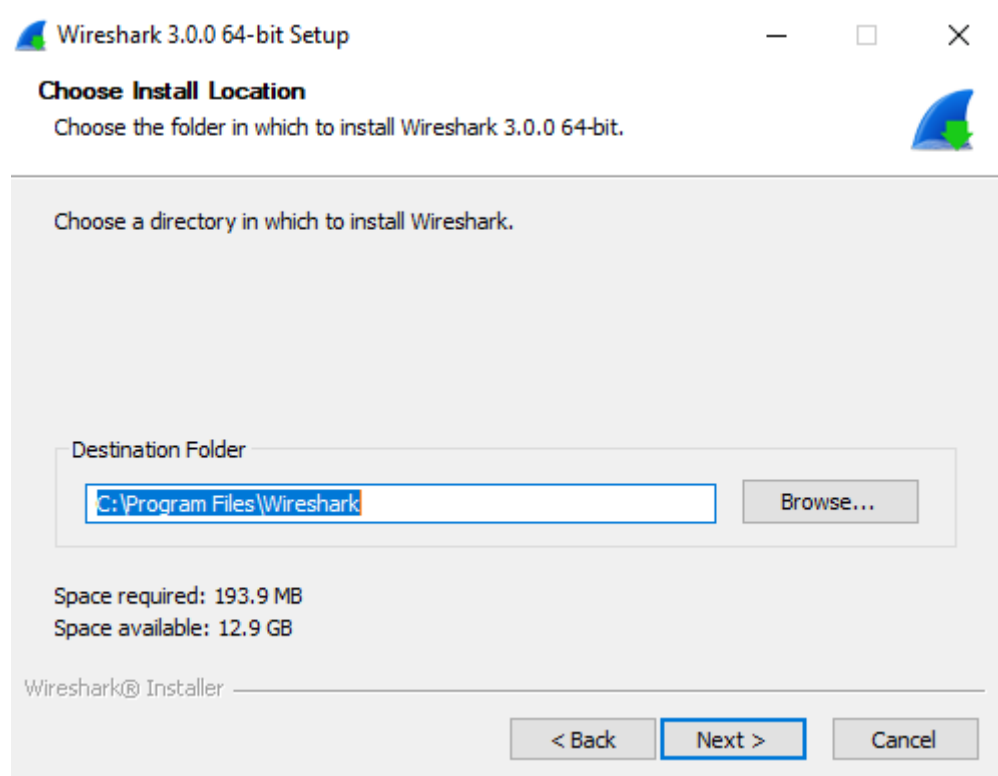 Wireshark 3.0.0 64-bit Setup
Choose Install Location
Choose the folder in which to install Wireshark 3.0.0 64-bit.
Choose a directory in which to install Wireshark.
Destination Folder
C:\Program Files\Wireshark
Browse...
Space required: 193.9 MB
Space available: 12.9 GB
Wireshark® Installer
< Back Next > Cancel